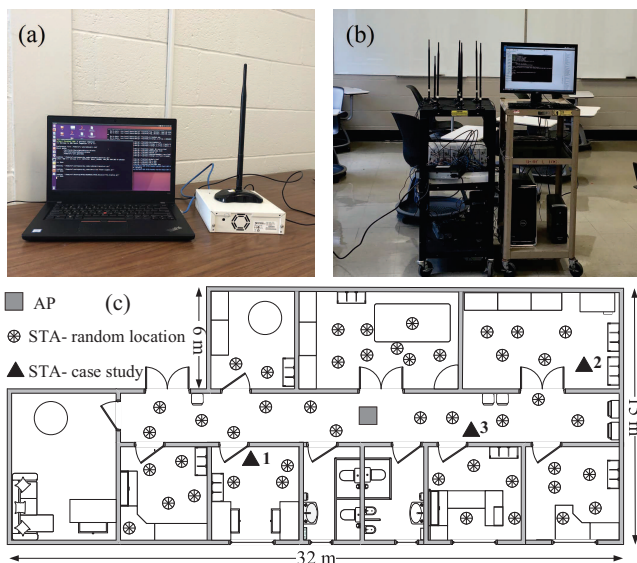 (a)
(b)
(c)
AP
STA- random location
STA- case study
6 m
15 m
1
2
3
32 m